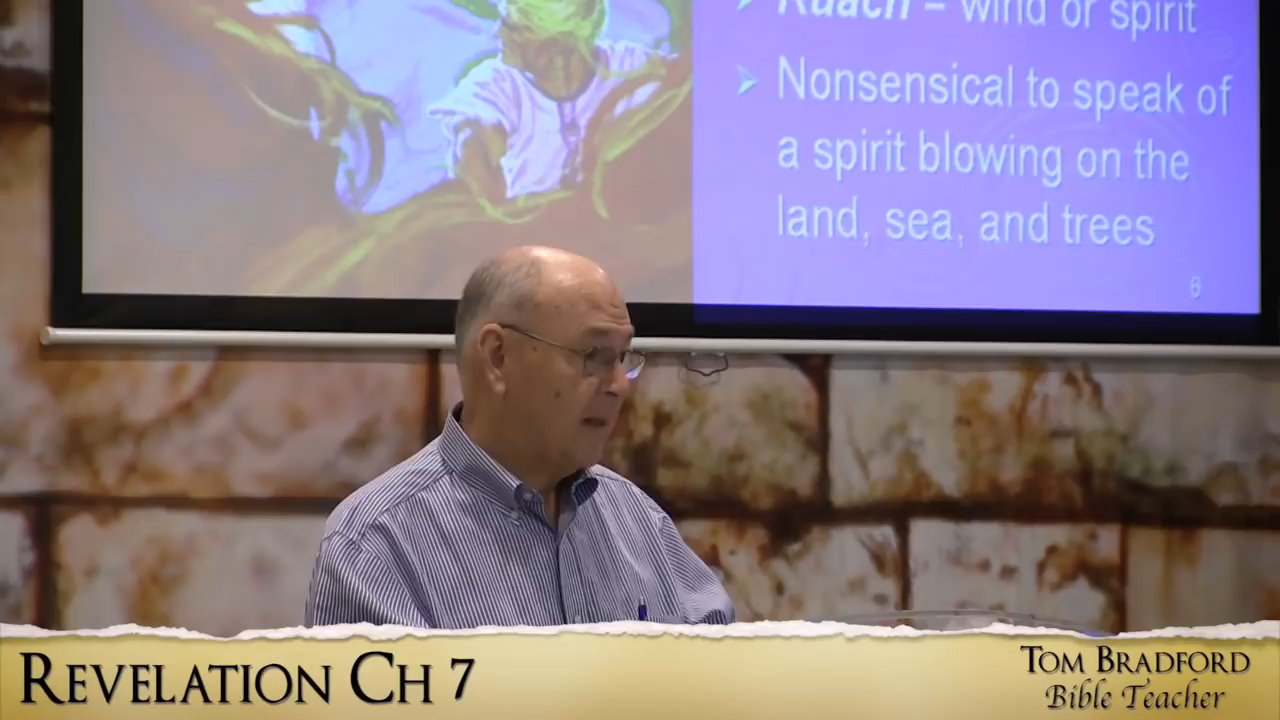 Ruach – wind or spirit
Nonsensical to speak of
a spirit blowing on the
land, sea, and trees
6
REVELATION CH 7
TOM BRADFORD
Bible Teacher